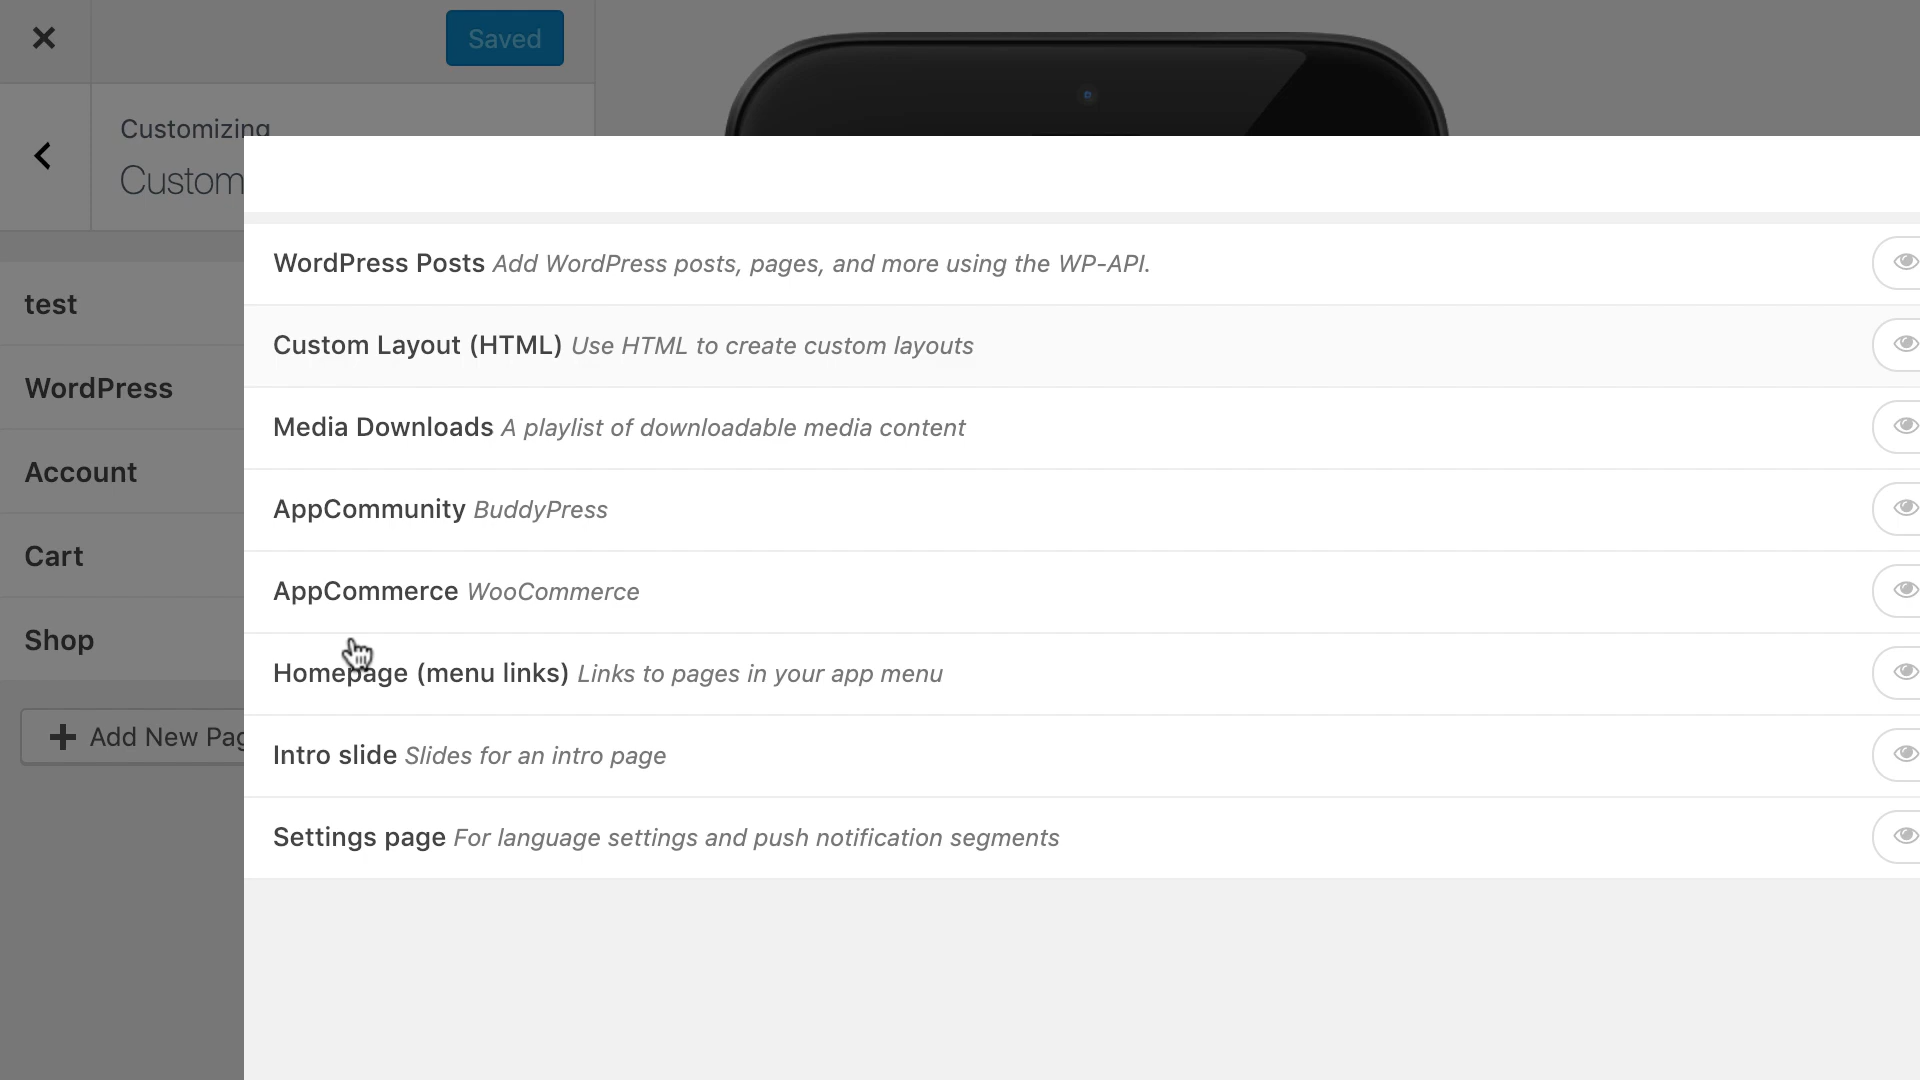 Saved
Customizing
Custom
test
WordPress
Account
Cart
Shop
Add New Pag
WordPress Posts Add WordPress posts, pages, and more using the WP-API.
Custom Layout (HTML) Use HTML to create custom layouts
Media Downloads A playlist of downloadable media content
AppCommunity BuddyPress
AppCommerce WooCommerce
Homepage (menu links) Links to pages in your app menu
Intro slide Slides for an intro page
Settings page For language settings and push notification segments